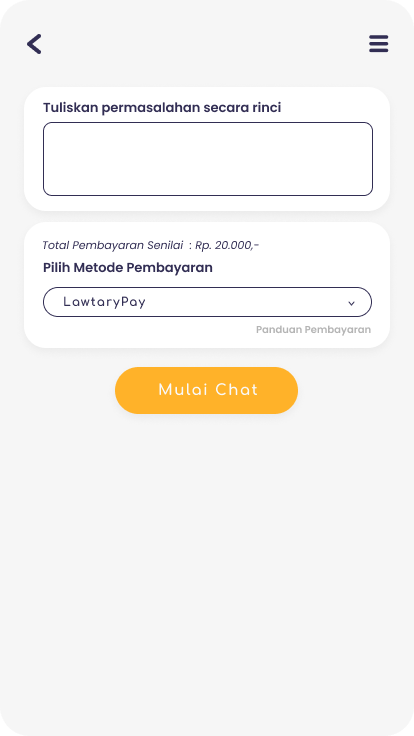 Tuliskan permasalahan secara rinci
Total Pembayaran Senilai : Rp. 20.000,-
Pilih Metode Pembayaran
LawtaryPay
Panduan Pembayaran
Mulai Chat